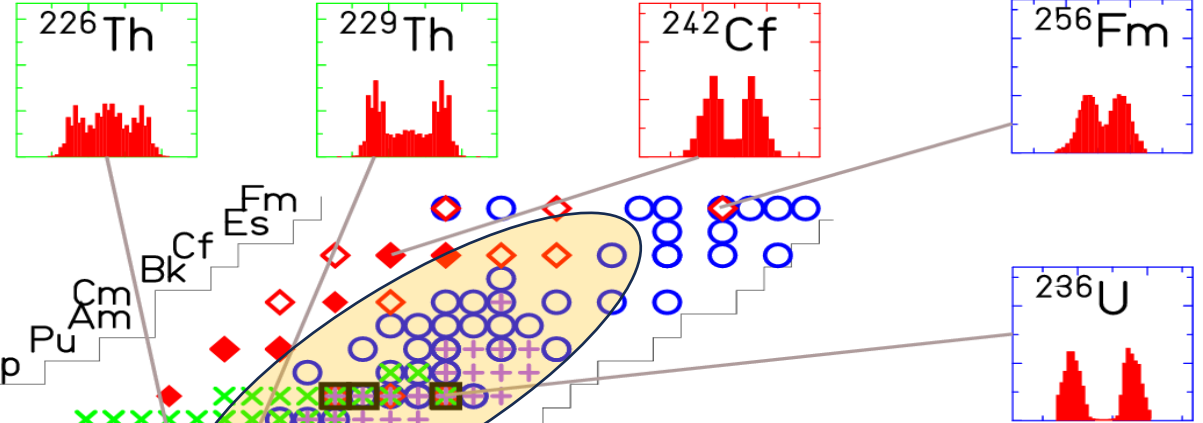 ²²⁶Th
²²⁹Th
²⁴²Cf
²⁵⁶Fm
Fm
Es
Cf
Bk
Cm
Am
Pu
p
²³⁶U